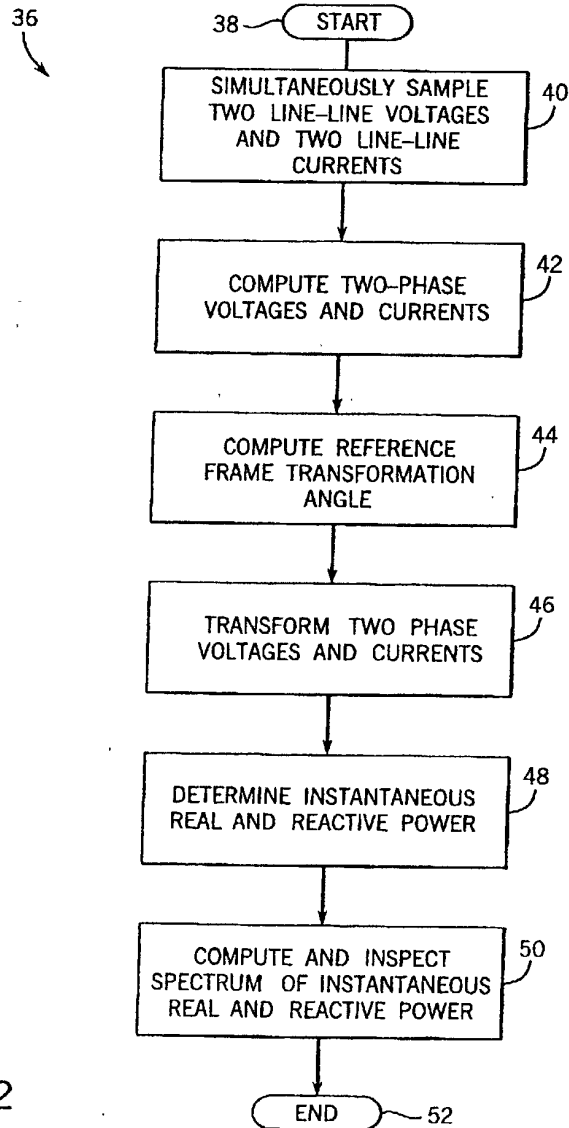 36
38
START
SIMULTANEOUSLY SAMPLE
TWO LINE-LINE VOLTAGES
AND TWO LINE-LINE
CURRENTS
40
COMPUTE TWO-PHASE
VOLTAGES AND CURRENTS
42
COMPUTE REFERENCE
FRAME TRANSFORMATION
ANGLE
44
TRANSFORM TWO PHASE
VOLTAGES AND CURRENTS
46
DETERMINE INSTANTANEOUS
REAL AND REACTIVE POWER
48
COMPUTE AND INSPECT
SPECTRUM OF INSTANTANEOUS
REAL AND REACTIVE POWER
50
2
END
52